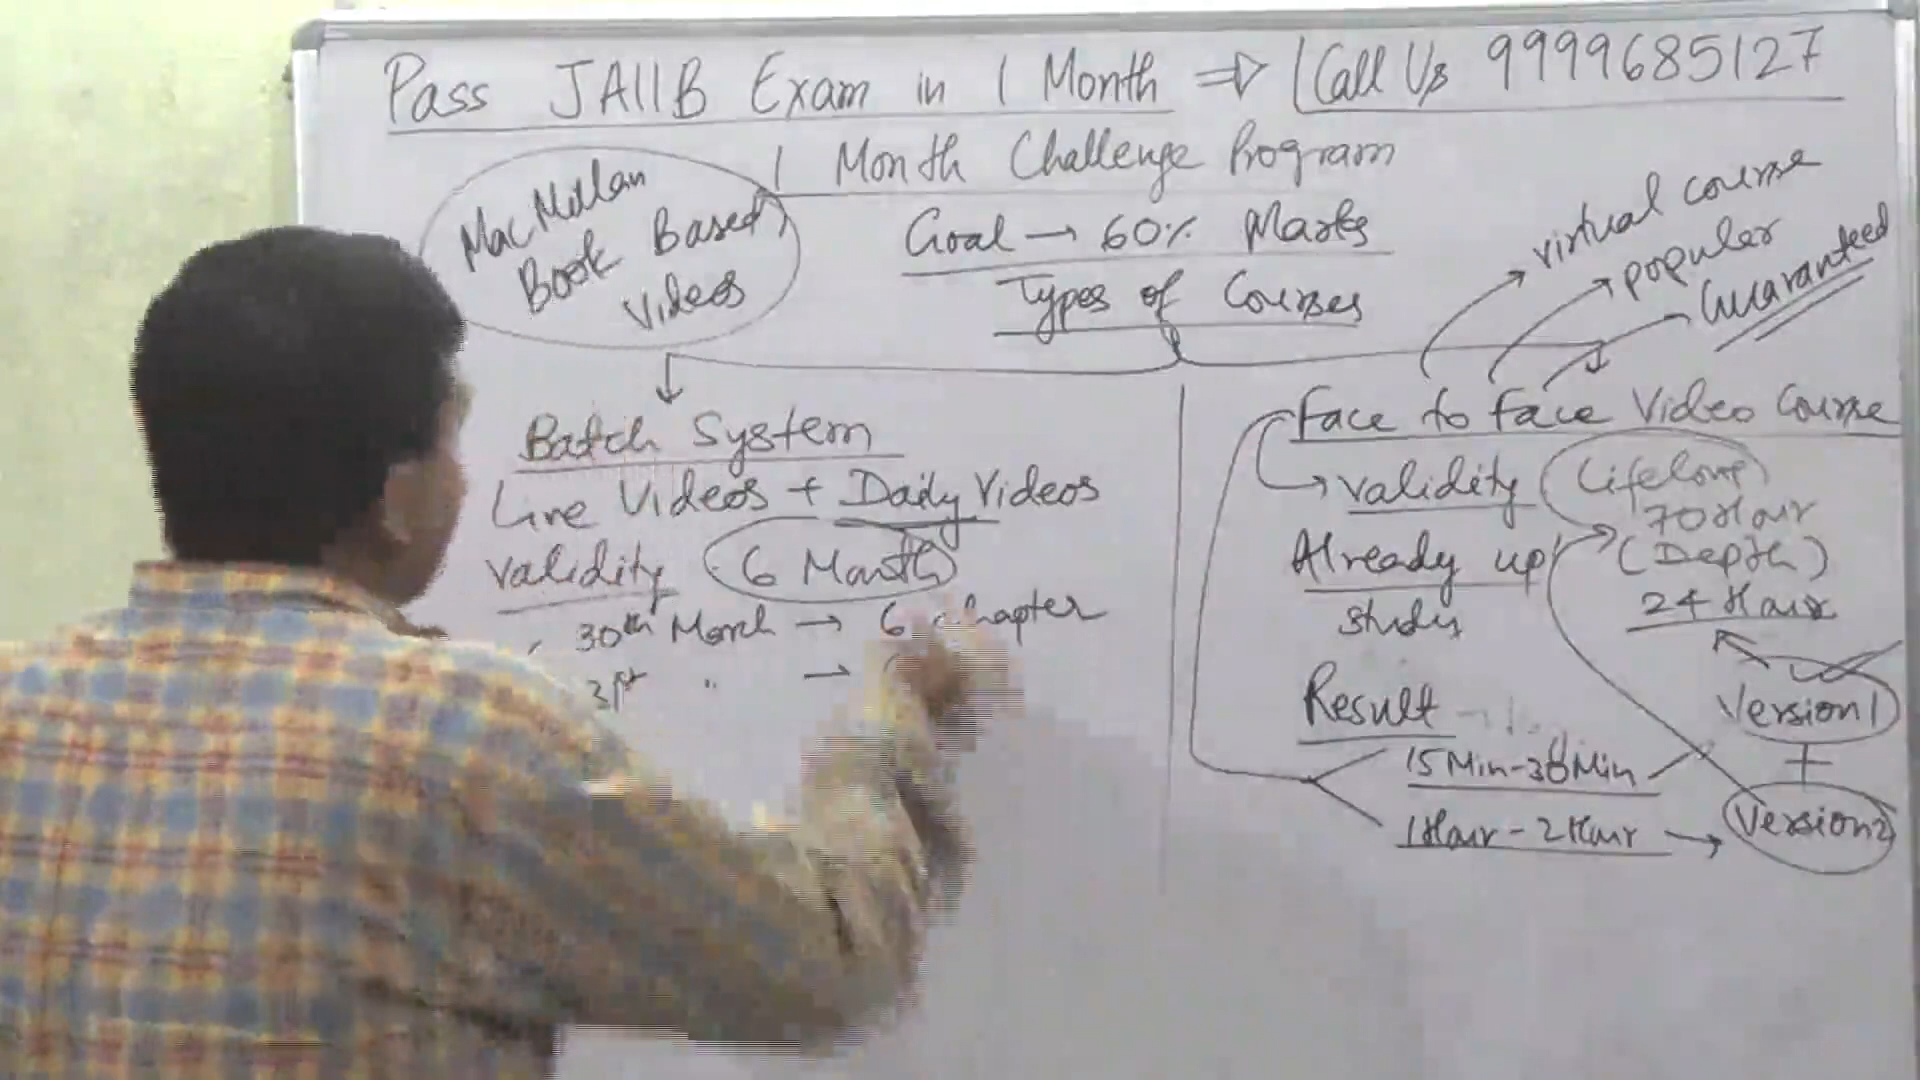 Pass JAIIB Exam in 1 Month ⇒ Call Us 9999685127
1 Month Challenge Program
MacMillan
Book Based
Videos
Goal → 60% Marks
Types of Courses
virtual course
popular
Guaranteed
Batch System
Live Videos + Daily Videos
Validity 6 Month
30th March → 6 chapter
31st " →
Face to Face Video Course
→ validity Lifelong
70 Hour
Already up (Depth)
study 24 Hour
Result
Version 1
15 Min - 30 Min
+
1 Hour - 2 Hour → Version 2